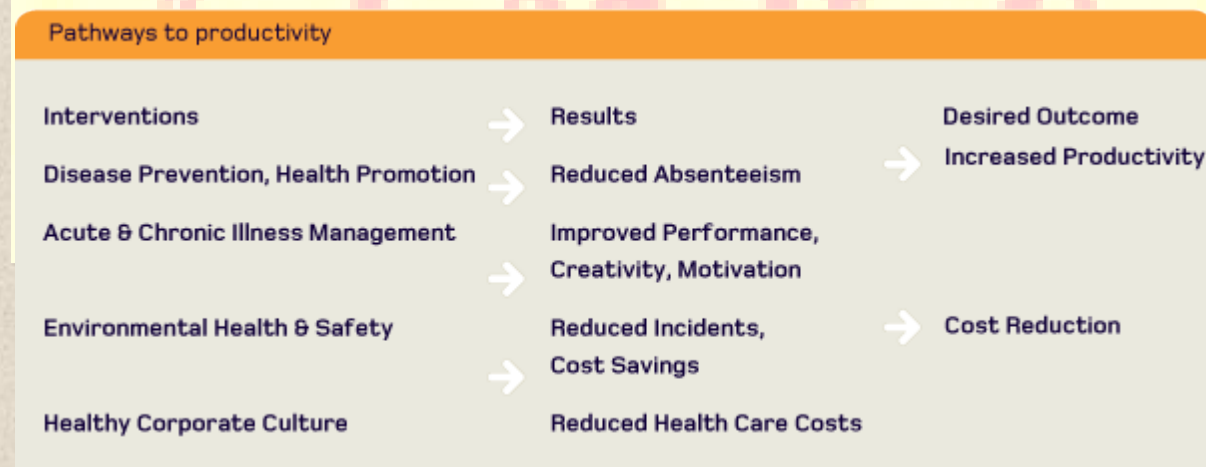 Pathways to productivity
Interventions
Results
Desired Outcome
Disease Prevention, Health Promotion
Reduced Absenteeism
Increased Productivity
Acute & Chronic Illness Management
Improved Performance,
Creativity, Motivation
Environmental Health & Safety
Reduced Incidents,
Cost Savings
Cost Reduction
Healthy Corporate Culture
Reduced Health Care Costs